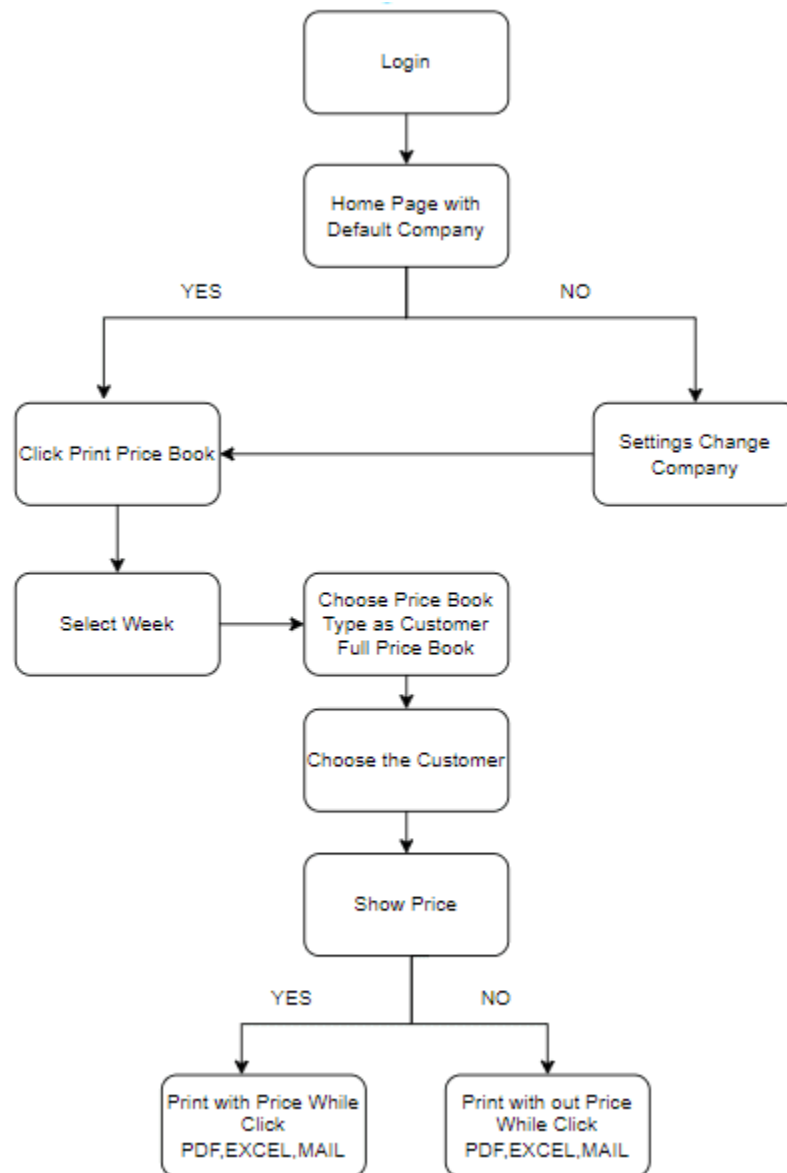 Login
Home Page with
Default Company
YES
NO
Click Print Price Book
Settings Change
Company
Select Week
Choose Price Book
Type as Customer
Full Price Book
Choose the Customer
Show Price
YES
NO
Print with Price While
Click
PDF,EXCEL,MAIL
Print with out Price
While Click
PDF,EXCEL,MAIL